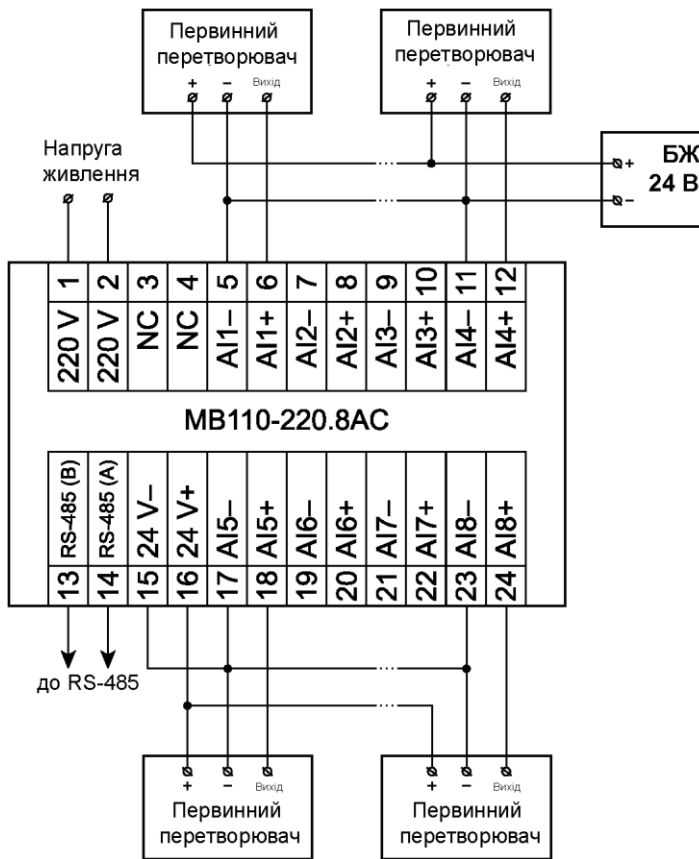 Первинний
перетворювач
+ – Вихід
Первинний
перетворювач
+ – Вихід
Напруга
живлення
+
–
БЖ
24 В
1 2 3 4 5 6 7 8 9 10 11 12
220 V
220 V
NC
NC
AI1–
AI1+
AI2–
AI2+
AI3–
AI3+
AI4–
AI4+
МВ110-220.8АС
RS-485 (B)
RS-485 (A)
24 V–
24 V+
AI5–
AI5+
AI6–
AI6+
AI7–
AI7+
AI8–
AI8+
13 14 15 16 17 18 19 20 21 22 23 24
до RS-485
+ – Вихід
Первинний
перетворювач
+ – Вихід
Первинний
перетворювач